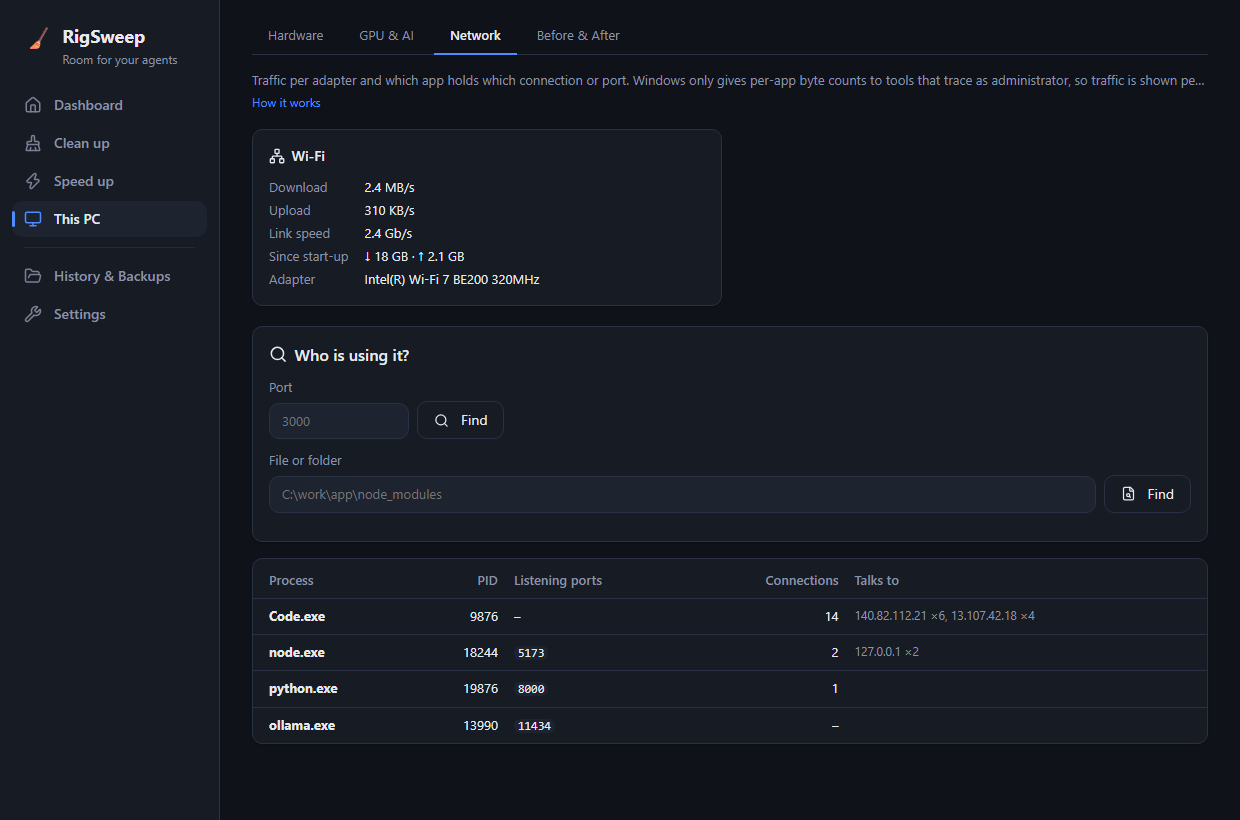 RigSweep
Room for your agents
Dashboard
Clean up
Speed up
This PC
History & Backups
Settings
Hardware GPU & AI Network Before & After
Traffic per adapter and which app holds which connection or port. Windows only gives per-app byte counts to tools that trace as administrator, so traffic is shown pe...
How it works
Wi-Fi
Download 2.4 MB/s
Upload 310 KB/s
Link speed 2.4 Gb/s
Since start-up ↓ 18 GB · ↑ 2.1 GB
Adapter Intel(R) Wi-Fi 7 BE200 320MHz
Who is using it?
Port
3000 Find
File or folder
C:\work\app\node_modules Find
Process PID Listening ports Connections Talks to
Code.exe 9876 – 14 140.82.112.21 ×6, 13.107.42.18 ×4
node.exe 18244 5173 2 127.0.0.1 ×2
python.exe 19876 8000 1
ollama.exe 13990 11434 –